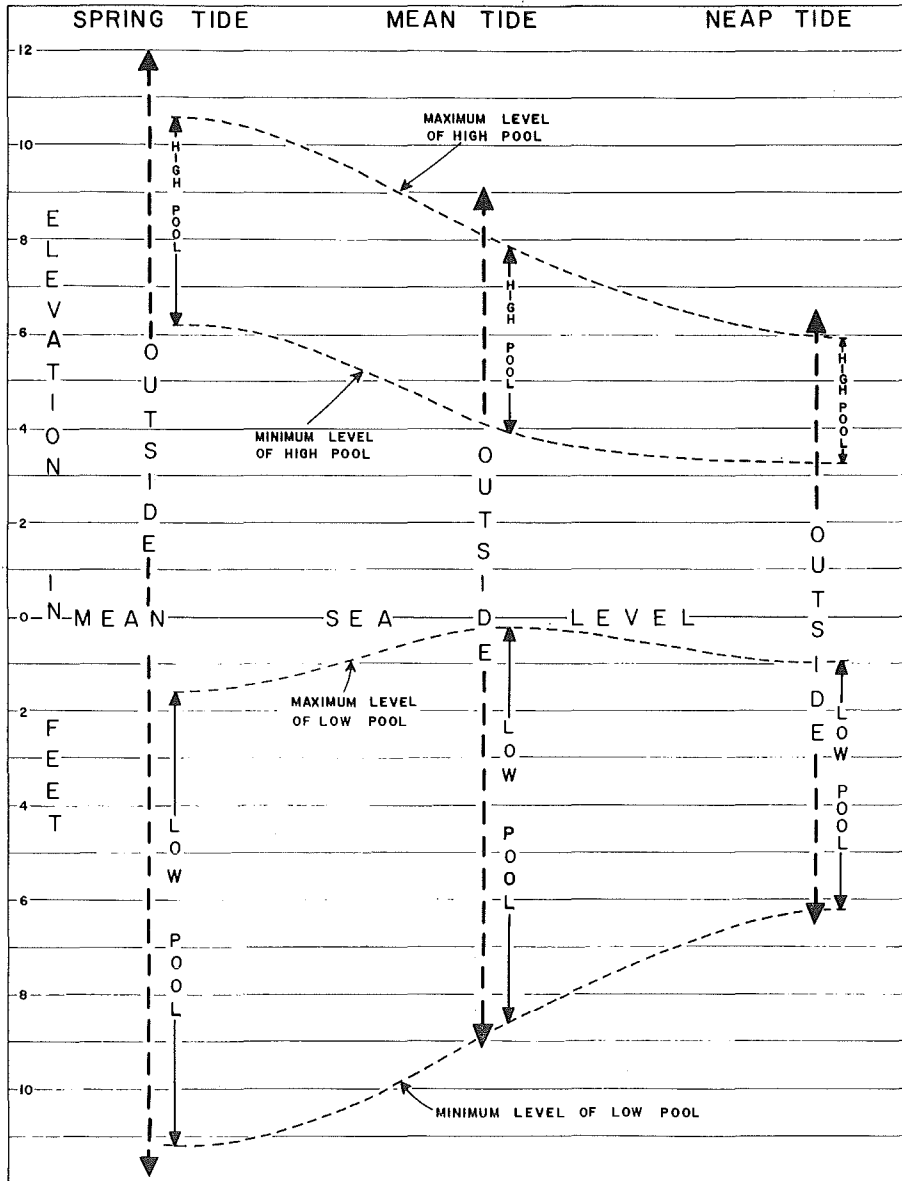 SPRING TIDE
MEAN TIDE
NEAP TIDE
12
10
8
6
4
2
0
2
4
6
8
10
ELEVATION IN FEET
MAXIMUM LEVEL
OF HIGH POOL
HIGH POOL
HIGH POOL
HIGH POOL
MINIMUM LEVEL
OF HIGH POOL
OUTSIDE
OUTSIDE
OUTSIDE
MEAN SEA LEVEL
MAXIMUM LEVEL
OF LOW POOL
LOW POOL
LOW POOL
LOW POOL
MINIMUM LEVEL OF LOW POOL